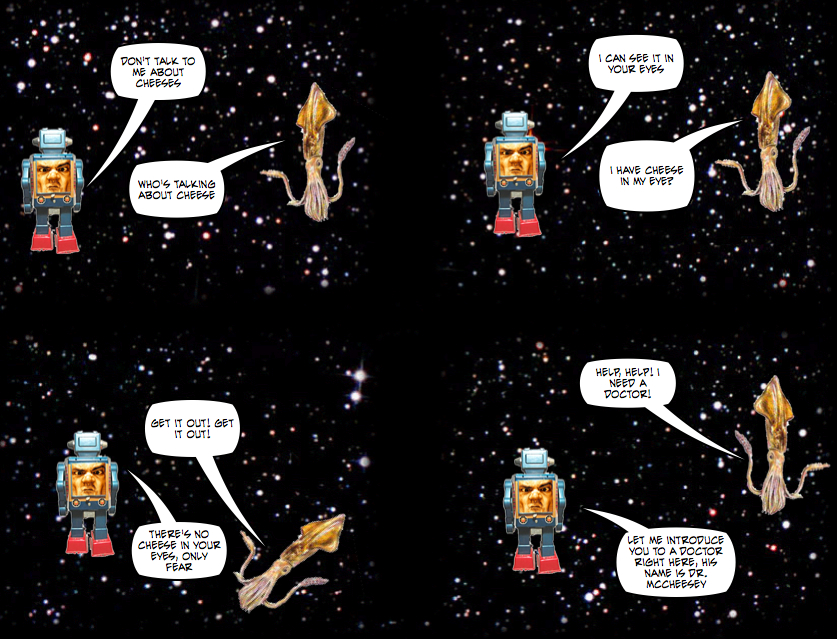 DON'T TALK TO
ME ABOUT
CHEESES
WHO'S TALKING
ABOUT CHEESE
I CAN SEE IT IN
YOUR EYES
I HAVE CHEESE
IN MY EYE?
GET IT OUT! GET
IT OUT!
THERE'S NO
CHEESE IN YOUR
EYES, ONLY
FEAR
HELP, HELP! I
NEED A
DOCTOR!
LET ME INTRODUCE
YOU TO A DOCTOR
RIGHT HERE, HIS
NAME IS DR.
MCCHEESEY